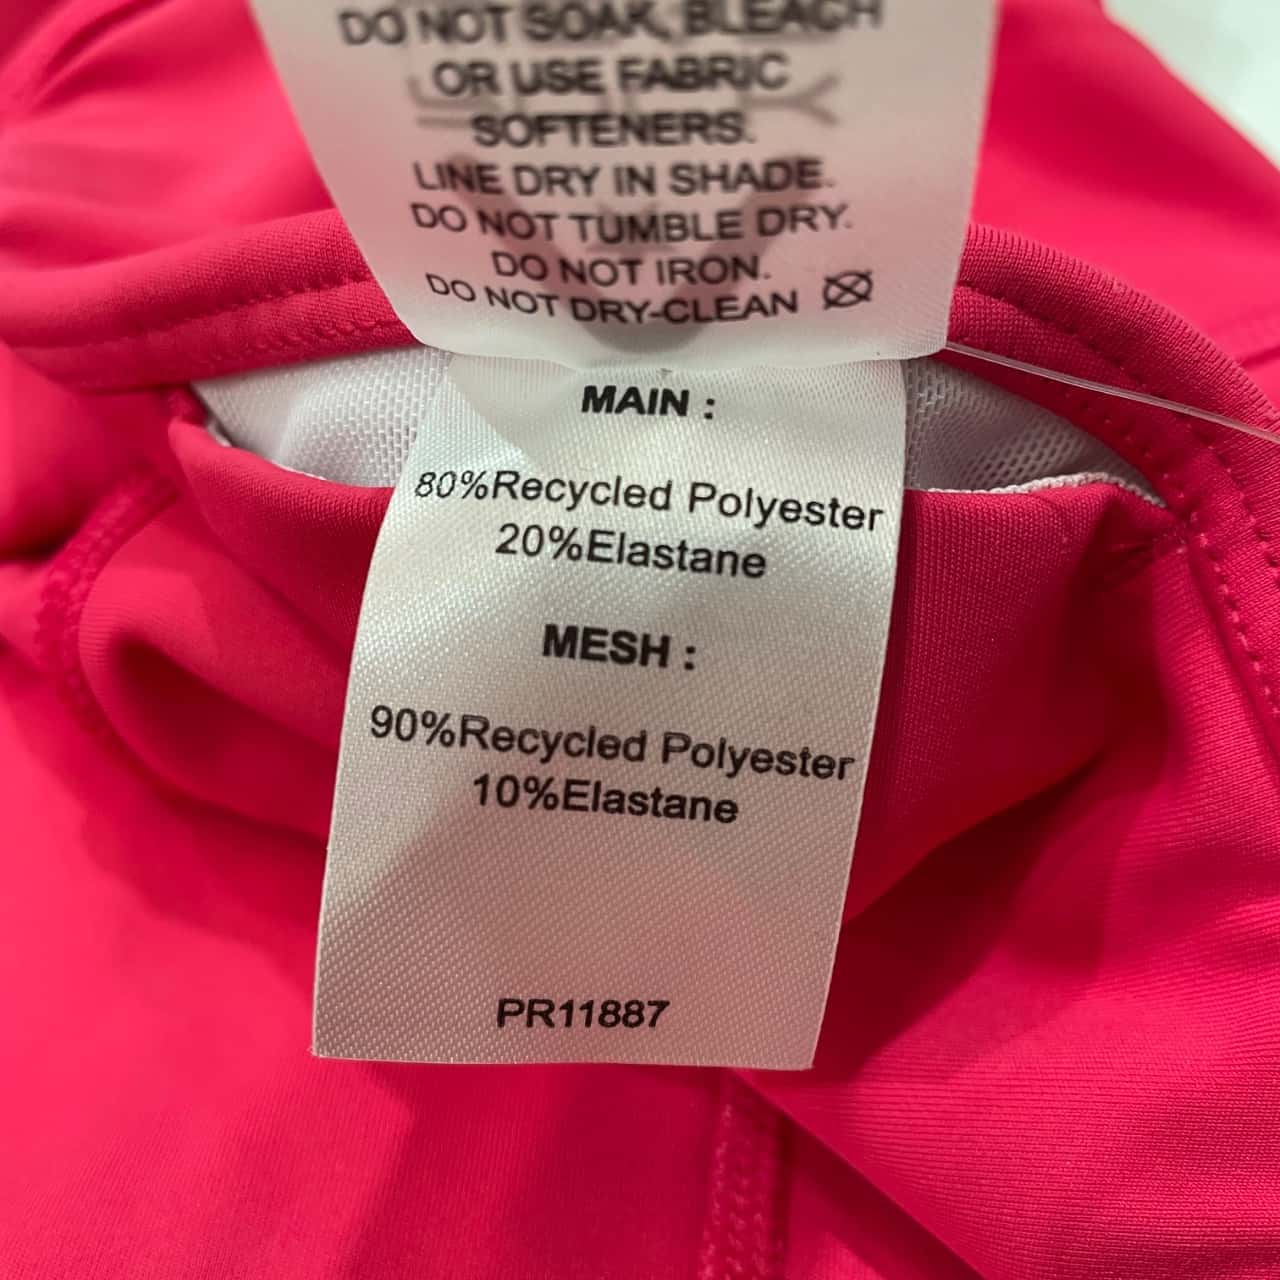 DO NOT SOAK, BLEACH
OR USE FABRIC
SOFTENERS.
LINE DRY IN SHADE.
DO NOT TUMBLE DRY.
DO NOT IRON.
DO NOT DRY-CLEAN
MAIN :
80%Recycled Polyester
20%Elastane
MESH :
90%Recycled Polyester
10%Elastane
PR11887